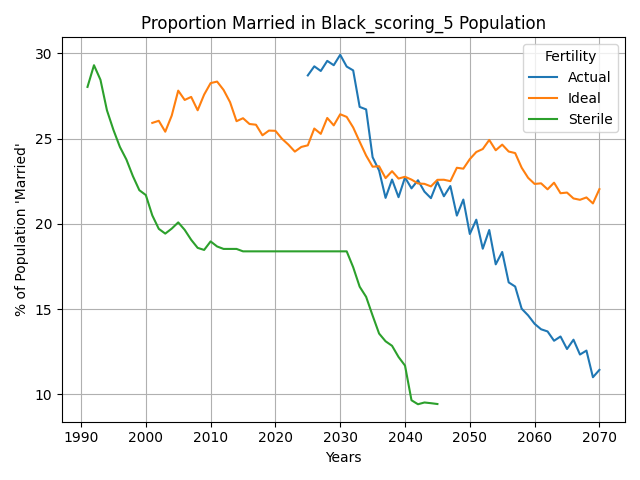 Proportion Married in Black_scoring_5 Population
% of Population 'Married'
30
25
20
15
10
Fertility
Actual
Ideal
Sterile
1990 2000 2010 2020 2030 2040 2050 2060 2070
Years